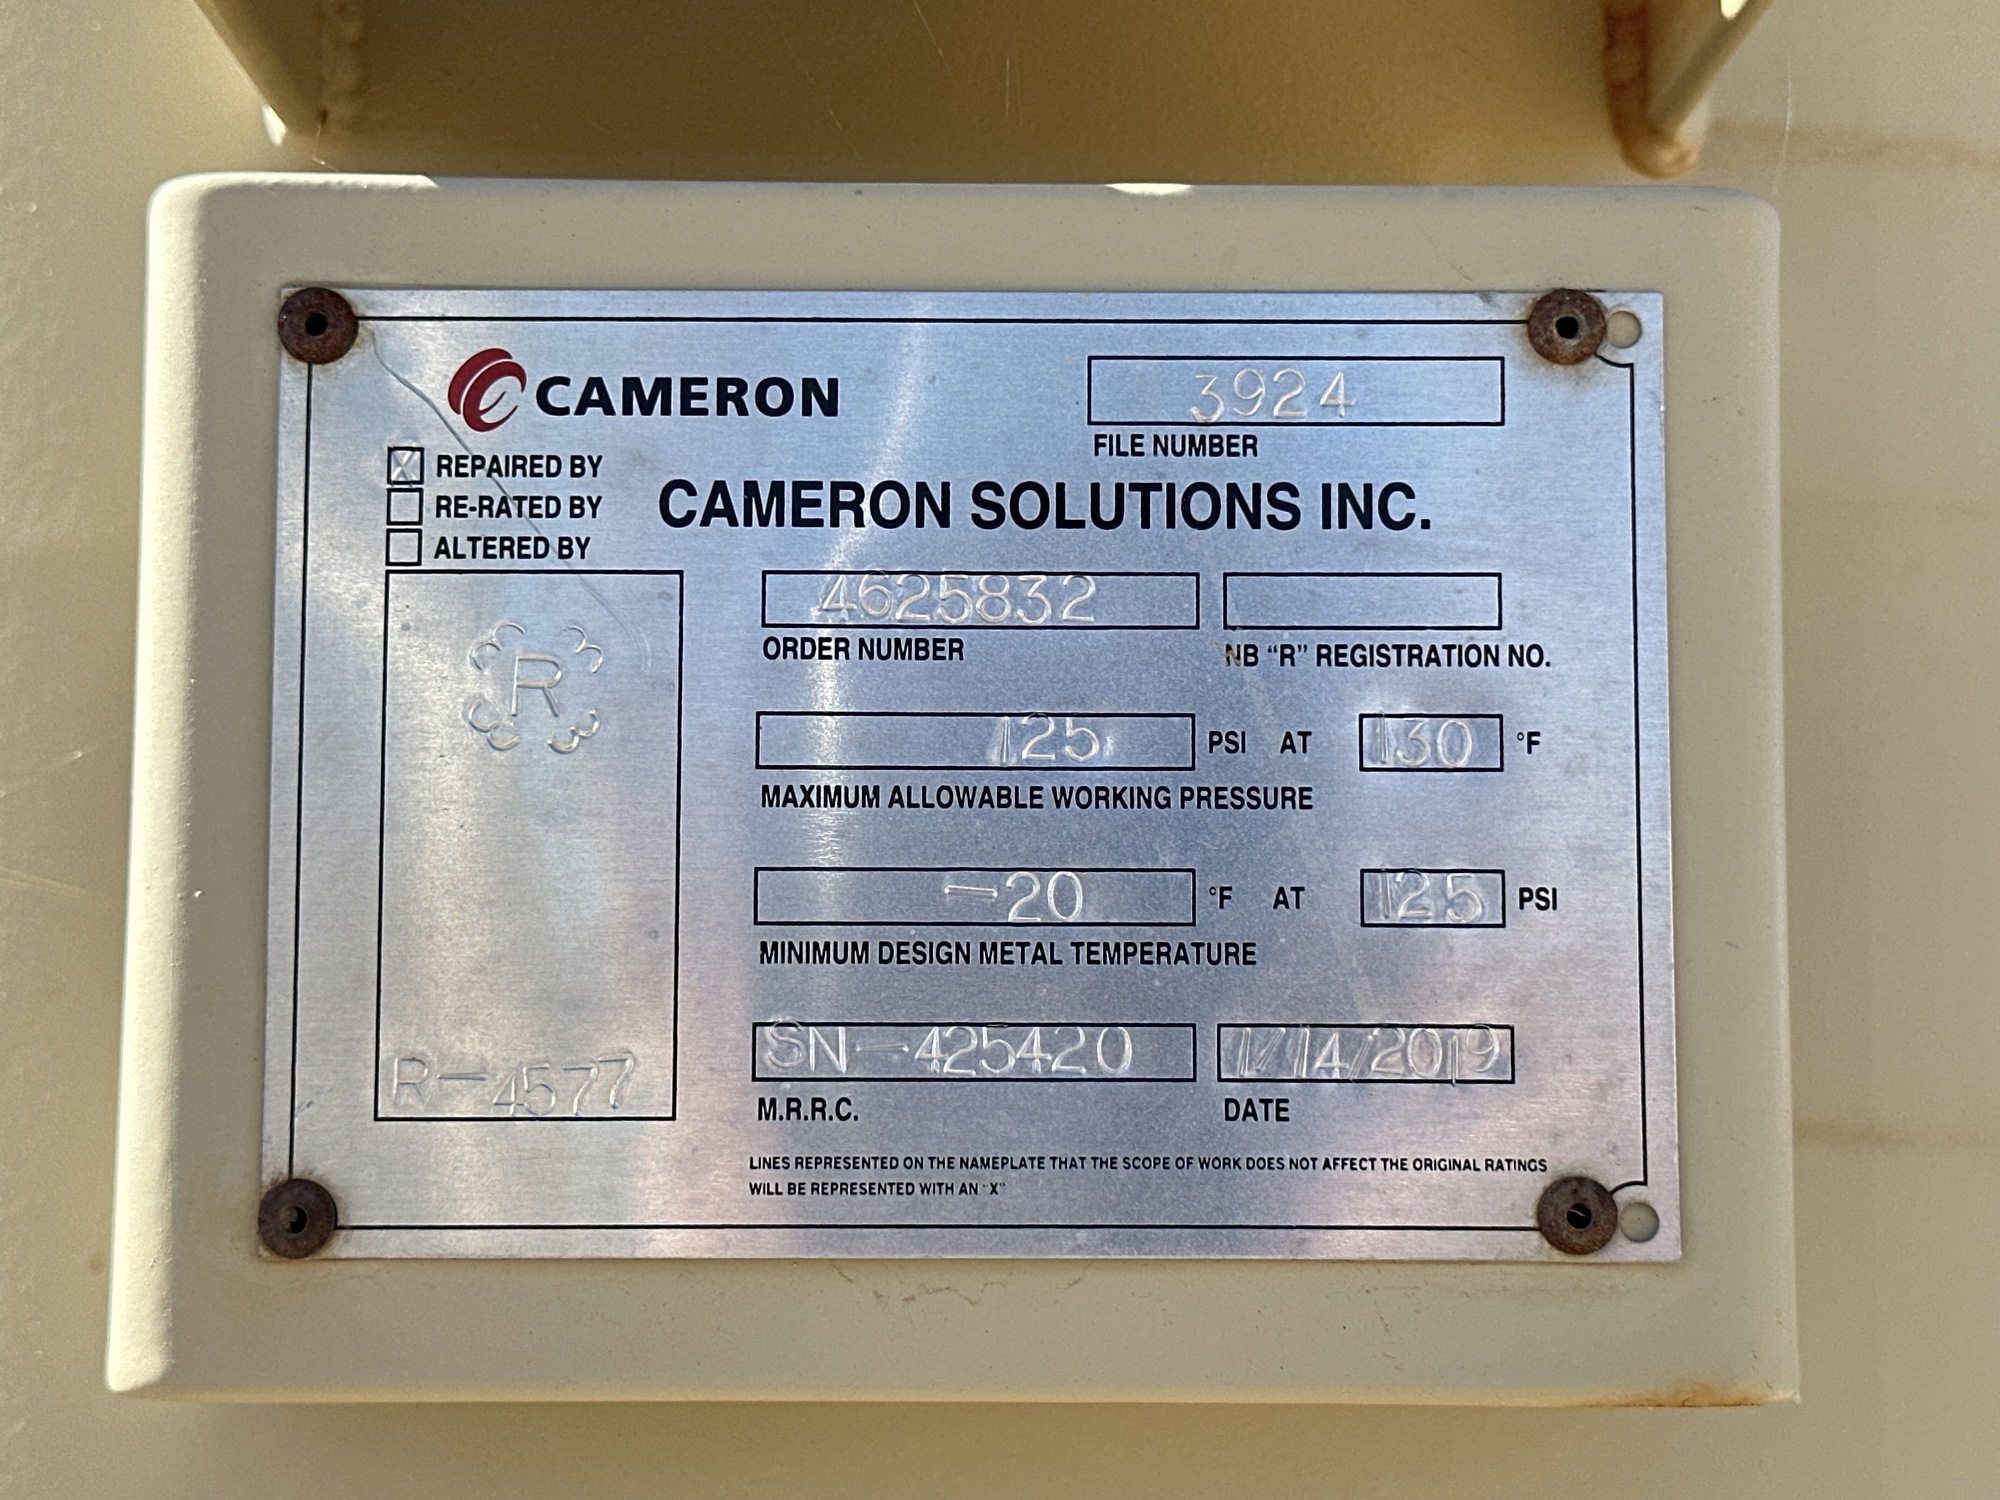 CAMERON
3924
FILE NUMBER
X REPAIRED BY
RE-RATED BY
ALTERED BY
CAMERON SOLUTIONS INC.
4625832
ORDER NUMBER
NB “R” REGISTRATION NO.
R
125 PSI AT 130 °F
MAXIMUM ALLOWABLE WORKING PRESSURE
-20 °F AT 125 PSI
MINIMUM DESIGN METAL TEMPERATURE
R-4577
SN-425420
M.R.R.C.
1/14/2019
DATE
LINES REPRESENTED ON THE NAMEPLATE THAT THE SCOPE OF WORK DOES NOT AFFECT THE ORIGINAL RATINGS
WILL BE REPRESENTED WITH AN "X"